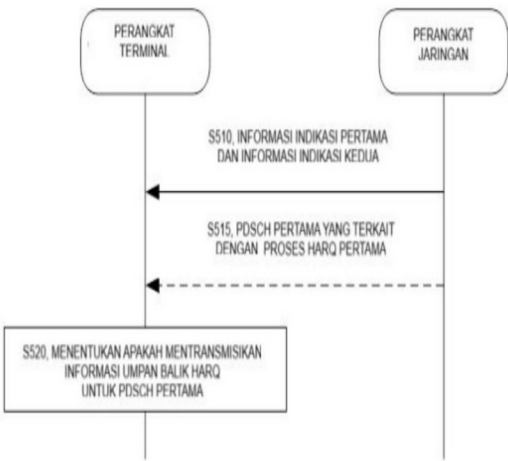 PERANGKAT
TERMINAL
PERANGKAT
JARINGAN
S510, INFORMASI INDIKASI PERTAMA
DAN INFORMASI INDIKASI KEDUA
S515, PDSCH PERTAMA YANG TERKAIT
DENGAN PROSES HARQ PERTAMA
S520, MENENTUKAN APAKAH MENTRANSMISIKAN
INFORMASI UMPAN BALIK HARQ
UNTUK PDSCH PERTAMA